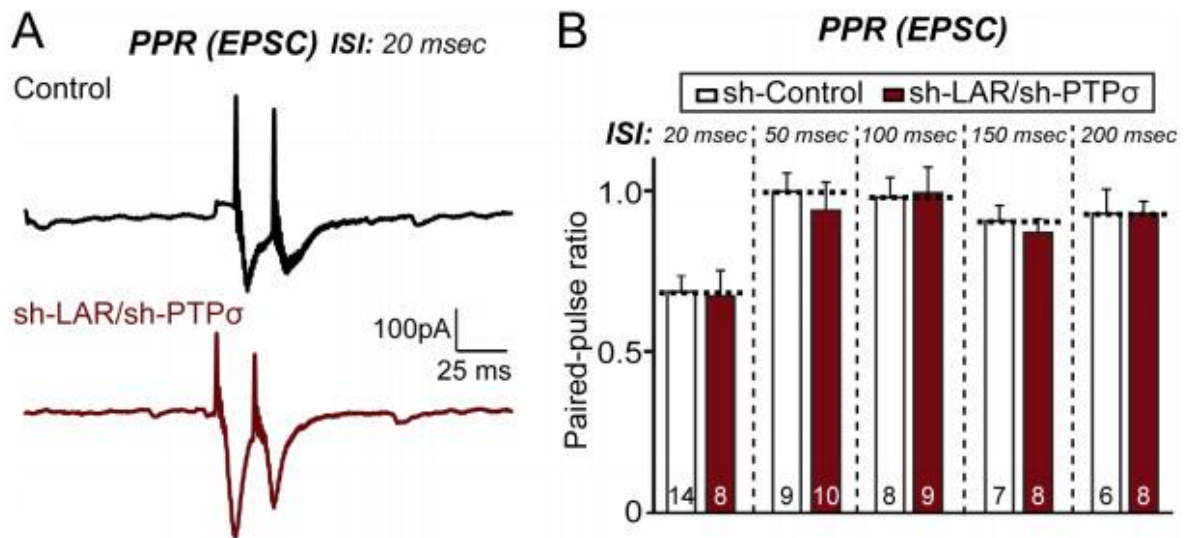 A
PPR (EPSC) ISI: 20 msec
Control
sh-LAR/sh-PTPσ
100pA
25 ms
B
PPR (EPSC)
sh-Control sh-LAR/sh-PTPσ
ISI: 20 msec 50 msec 100 msec 150 msec 200 msec
Paired-pulse ratio
1.0
0.5
0
14 8 9 10 8 9 7 8 6 8